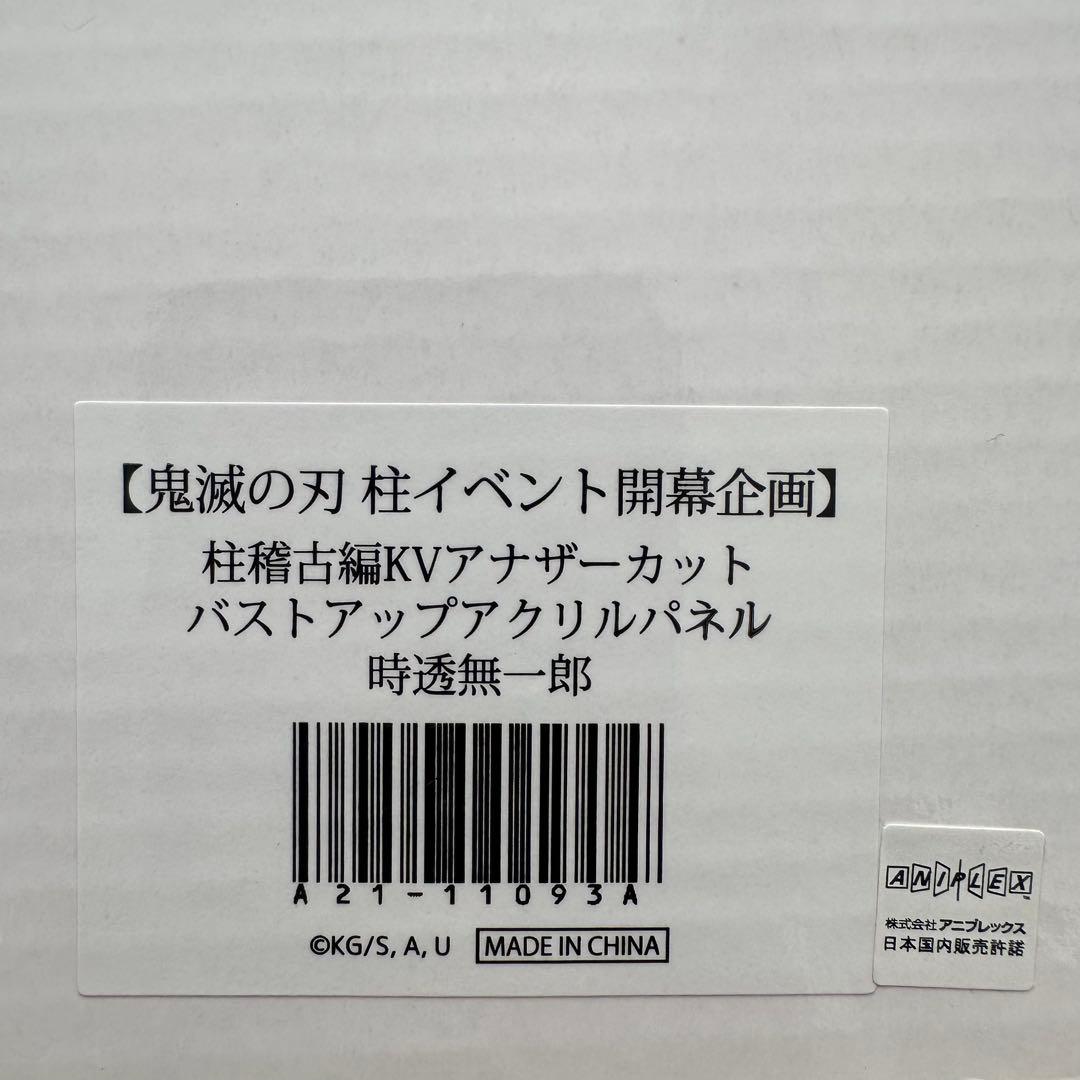 【鬼滅の刃 柱イベント開幕企画】
柱稽古編KVアナザーカット
バストアップアクリルパネル
時透無一郎
A21-11093A
©KG/S, A, U MADE IN CHINA
ANIPLEX™
株式会社アニプレックス
日本国内販売許諾